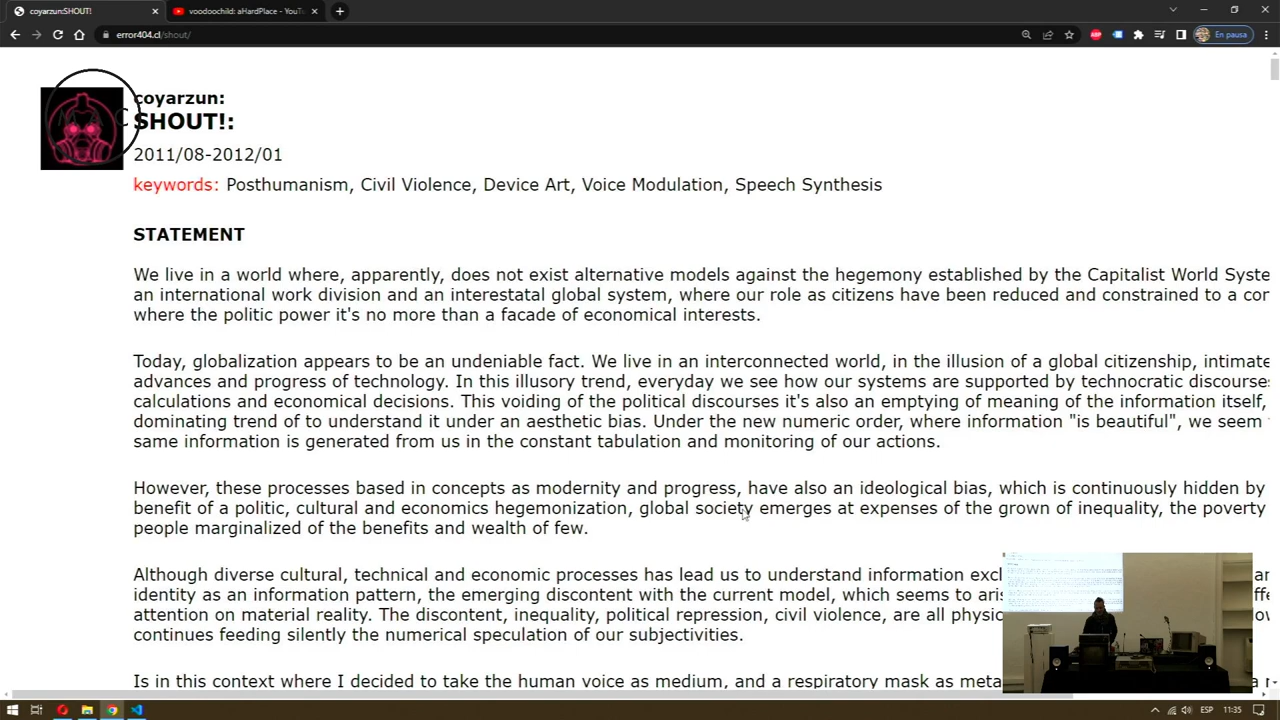 coyarzun:SHOUT!
voodoochild: aHardPlace - YouT
error404.cl/shout/
ABP
En pausa
coyarzun:
SHOUT!:
2011/08-2012/01
keywords: Posthumanism, Civil Violence, Device Art, Voice Modulation, Speech Synthesis
STATEMENT
We live in a world where, apparently, does not exist alternative models against the hegemony established by the Capitalist World Syste
an international work division and an interestatal global system, where our role as citizens have been reduced and constrained to a cor
where the politic power it's no more than a facade of economical interests.
Today, globalization appears to be an undeniable fact. We live in an interconnected world, in the illusion of a global citizenship, intimate
advances and progress of technology. In this illusory trend, everyday we see how our systems are supported by technocratic discourse
calculations and economical decisions. This voiding of the political discourses it's also an emptying of meaning of the information itself,
dominating trend of to understand it under an aesthetic bias. Under the new numeric order, where information "is beautiful", we seem
same information is generated from us in the constant tabulation and monitoring of our actions.
However, these processes based in concepts as modernity and progress, have also an ideological bias, which is continuously hidden by
benefit of a politic, cultural and economics hegemonization, global society emerges at expenses of the grown of inequality, the poverty
people marginalized of the benefits and wealth of few.
Although diverse cultural, technical and economic processes has lead us to understand information excl
identity as an information pattern, the emerging discontent with the current model, which seems to aris
attention on material reality. The discontent, inequality, political repression, civil violence, are all physic
continues feeding silently the numerical speculation of our subjectivities.
Is in this context where I decided to take the human voice as medium, and a respiratory mask as meta
ESP
11:35